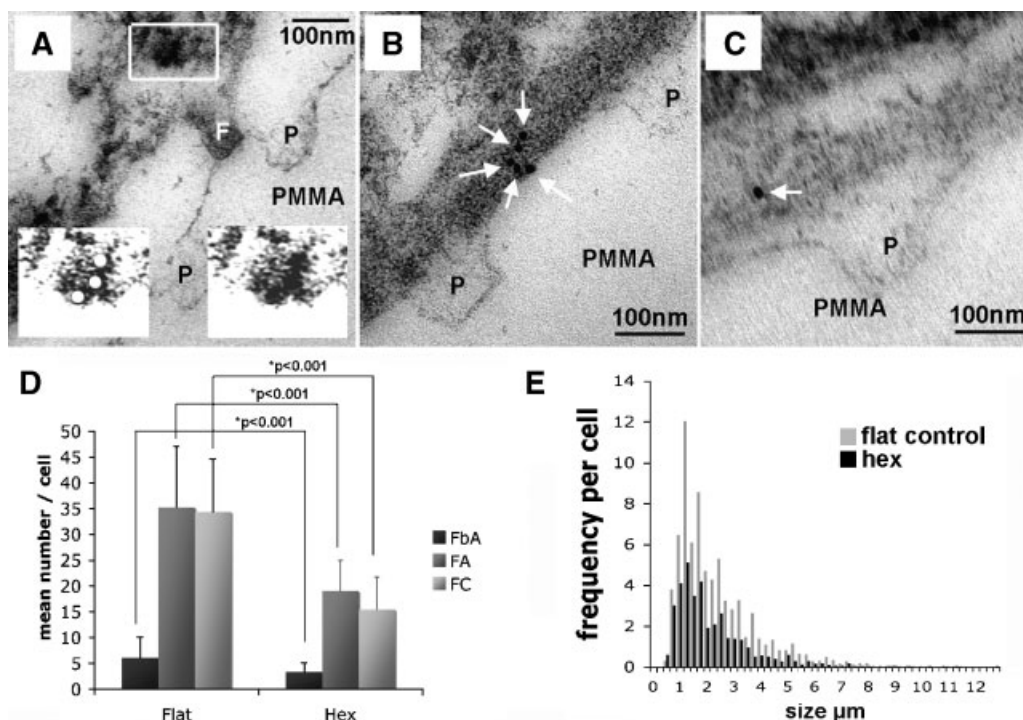 A
100nm
F
P
PMMA
P
B
P
P
PMMA
100nm
C
P
PMMA
100nm
D
*p<0.001
*p<0.001
*p<0.001
50
45
40
35
30
25
20
15
10
5
0
mean number / cell
Flat
Hex
FbA
FA
FC
E
14
12
10
8
6
4
2
0
frequency per cell
flat control
hex
0 1 2 3 4 5 6 7 8 9 10 11 12
size µm